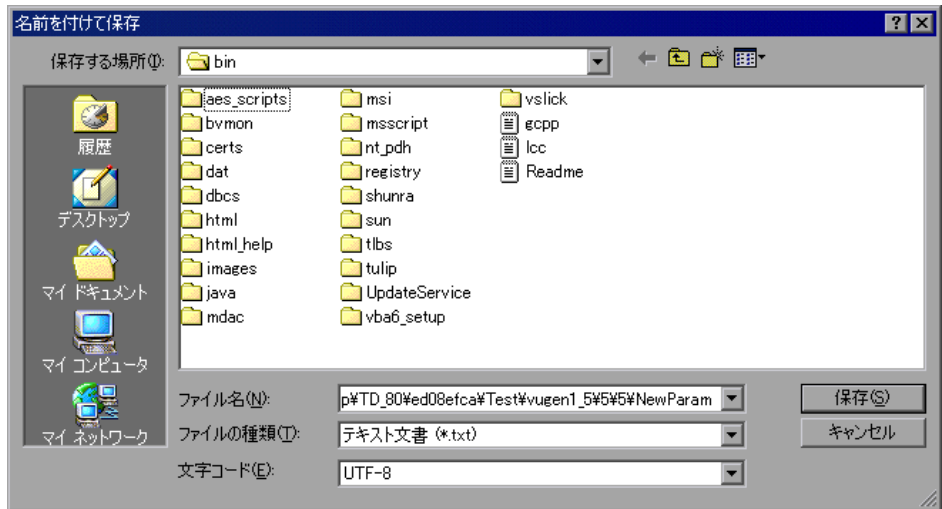 名前を付けて保存
保存する場所(I):
bin
履歴
デスクトップ
マイ ドキュメント
マイ コンピュータ
マイ ネットワーク
aes_scripts
bvmon
certs
dat
dbcs
html
html_help
images
java
mdac
msi
msscript
nt_pdh
registry
shunra
sun
tlbs
tulip
UpdateService
vba6_setup
vslick
gcpp
lcc
Readme
ファイル名(N):
p¥TD_80¥ed08efca¥Test¥vugen1_5¥5¥5¥NewParam
保存(S)
ファイルの種類(T):
テキスト文書 (*.txt)
キャンセル
文字コード(E):
UTF-8